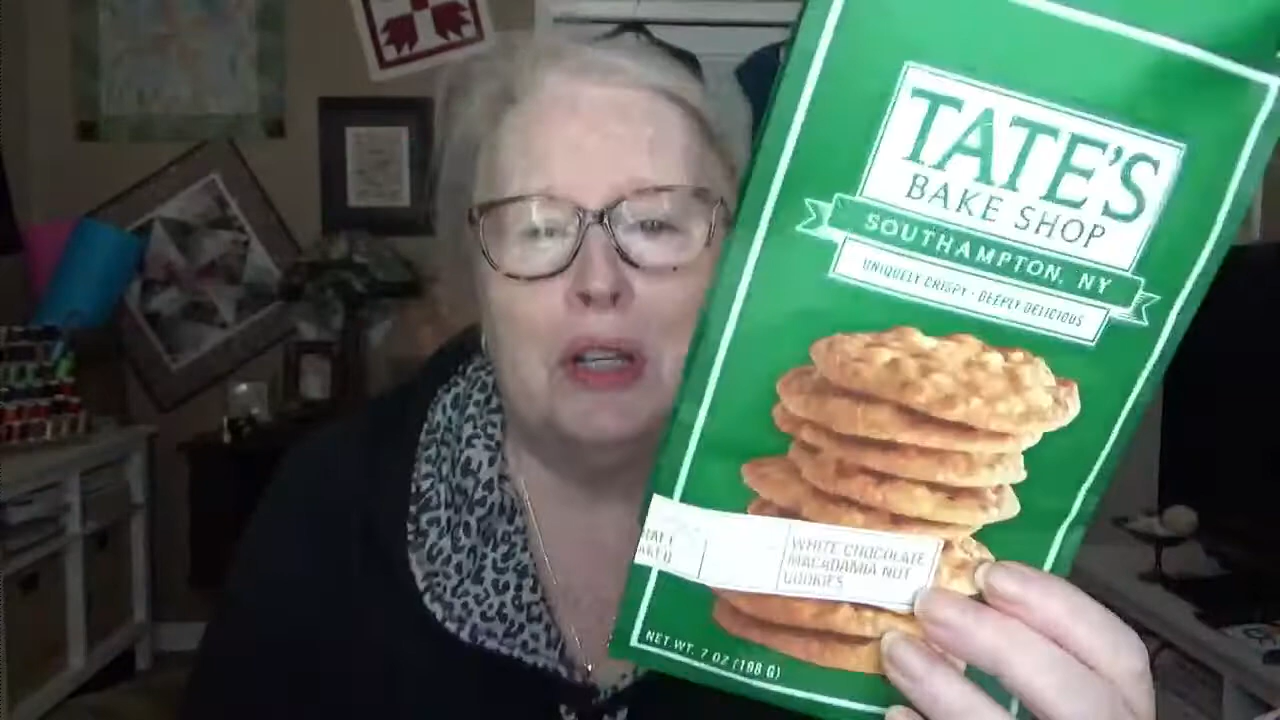 TATE'S
BAKE SHOP
SOUTHAMPTON, NY
UNIQUELY CRISPY · DEEPLY DELICIOUS
WHITE CHOCOLATE
MACADAMIA NUT
COOKIES
NET WT. 7 OZ (198 G)